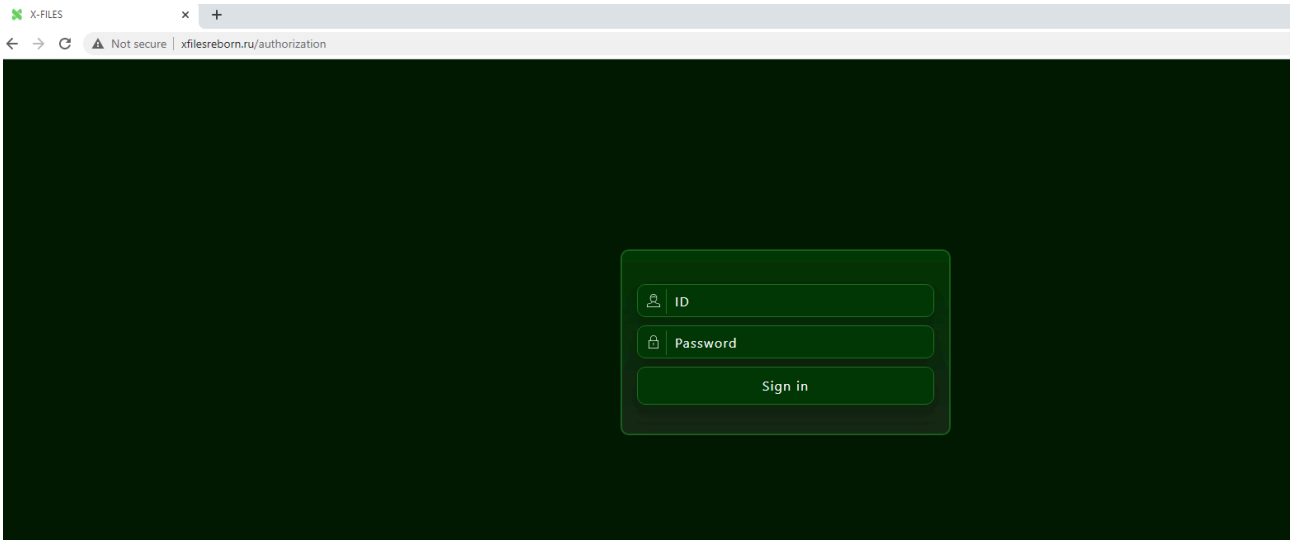 X-FILES
Not secure xfilesreborn.ru/authorization
ID
Password
Sign in